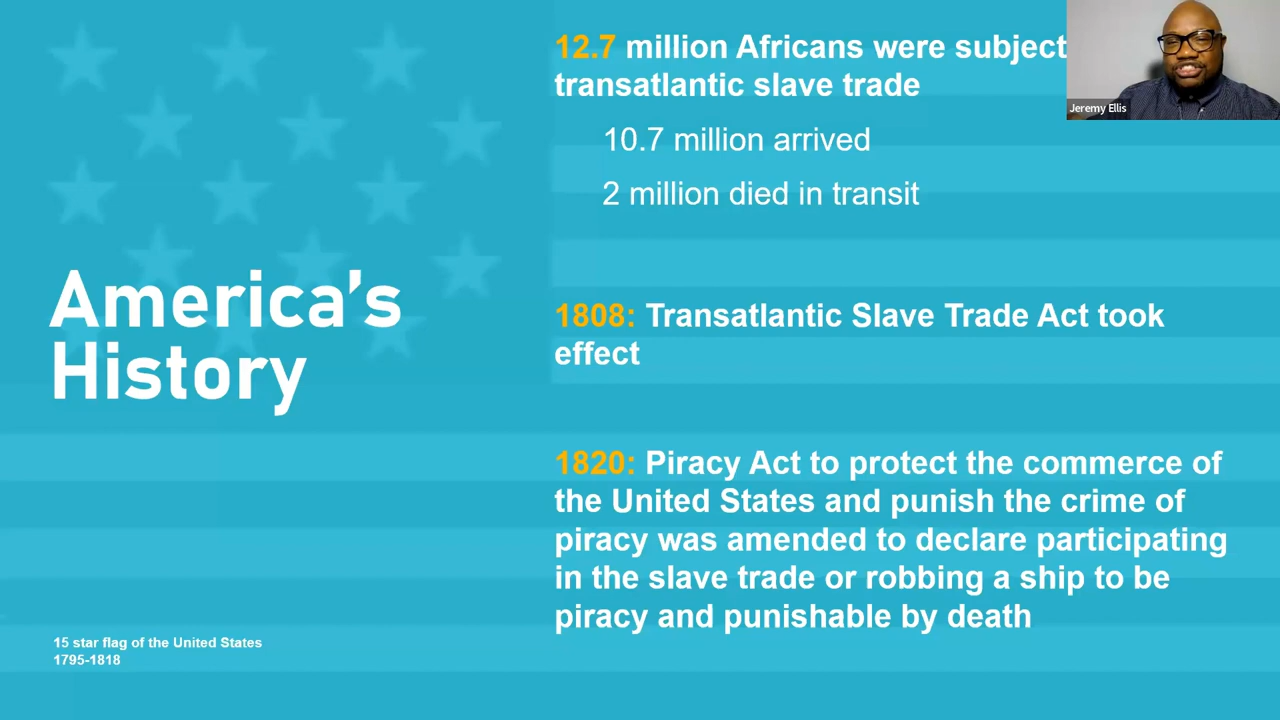 12.7 million Africans were subject
transatlantic slave trade
10.7 million arrived
2 million died in transit
Jeremy Ellis
America's
History
1808: Transatlantic Slave Trade Act took
effect
1820: Piracy Act to protect the commerce of
the United States and punish the crime of
piracy was amended to declare participating
in the slave trade or robbing a ship to be
piracy and punishable by death
15 star flag of the United States
1795-1818